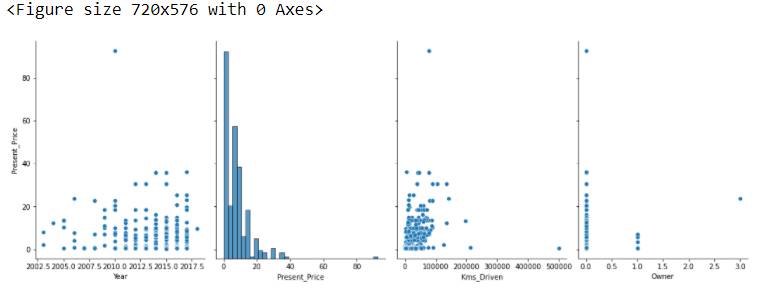 <Figure size 720x576 with 0 Axes>
Present_Price
80
60
40
20
0
2002.5 2005.0 2007.5 2010.0 2012.5 2015.0 2017.5
Year
0 20 40 60 80
Present_Price
0 100000 200000 300000 400000 500000
Kms_Driven
0.0 0.5 1.0 1.5 2.0 2.5 3.0
Owner